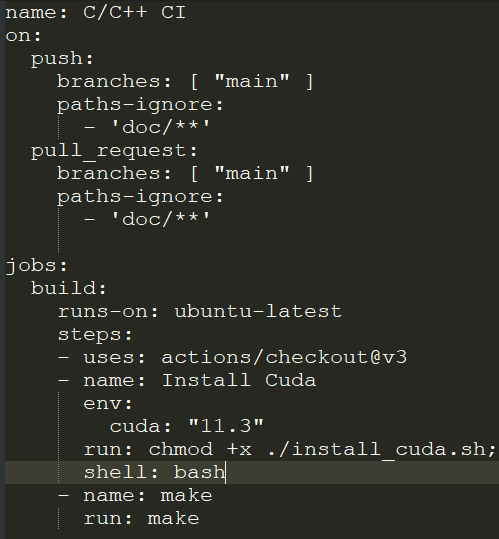 name: C/C++ CI
on:
  push:
    branches: [ "main" ]
    paths-ignore:
      - 'doc/**'
  pull_request:
    branches: [ "main" ]
    paths-ignore:
      - 'doc/**'
jobs:
  build:
    runs-on: ubuntu-latest
    steps:
    - uses: actions/checkout@v3
    - name: Install Cuda
      env:
        cuda: "11.3"
      run: chmod +x ./install_cuda.sh;
      shell: bash
    - name: make
      run: make